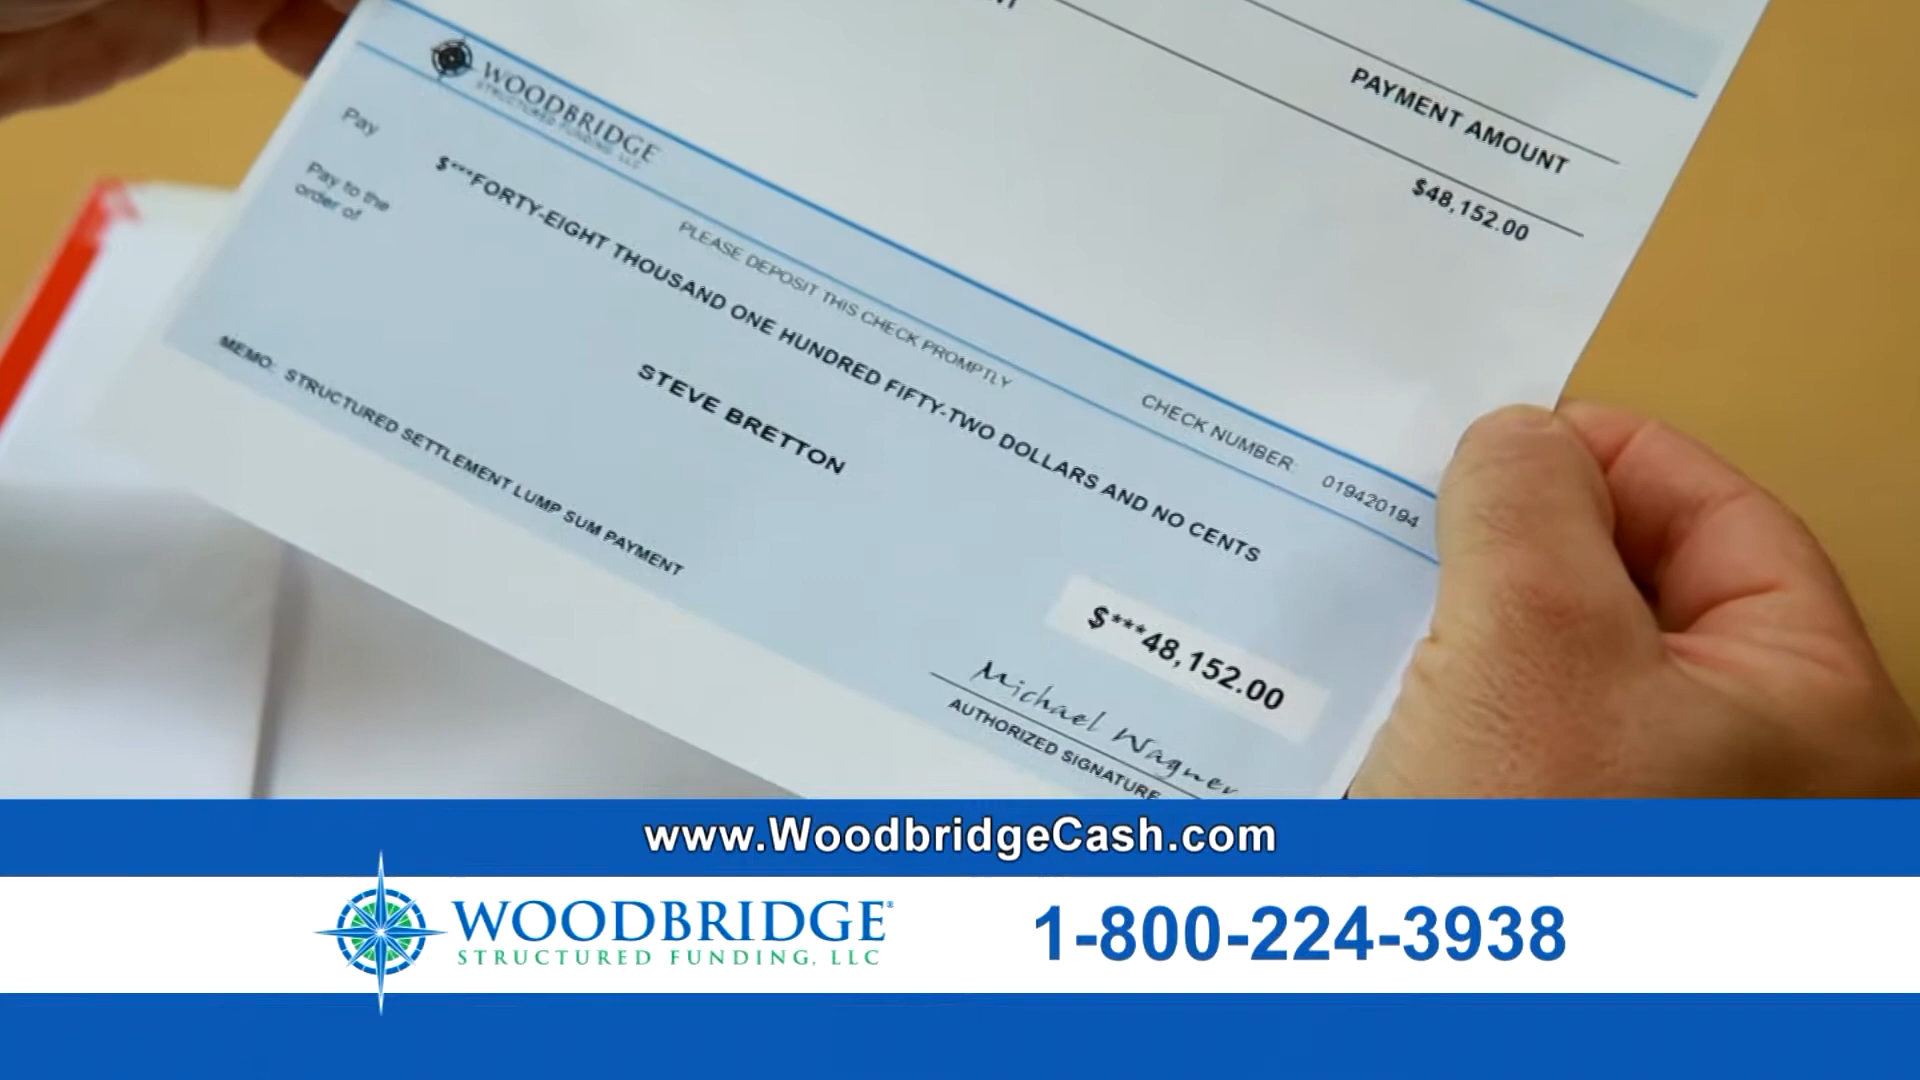 PAYMENT AMOUNT
$48,152.00
WOODBRIDGE
STRUCTURED FUNDING, LLC
PLEASE DEPOSIT THIS CHECK PROMPTLY
CHECK NUMBER: 019420194
Pay
$***FORTY-EIGHT THOUSAND ONE HUNDRED FIFTY-TWO DOLLARS AND NO CENTS
Pay to the
order of
STEVE BRETTON
$***48,152.00
MEMO: STRUCTURED SETTLEMENT LUMP SUM PAYMENT
Michael Wagner
AUTHORIZED SIGNATURE
www.WoodbridgeCash.com
WOODBRIDGE®
STRUCTURED FUNDING, LLC
1-800-224-3938